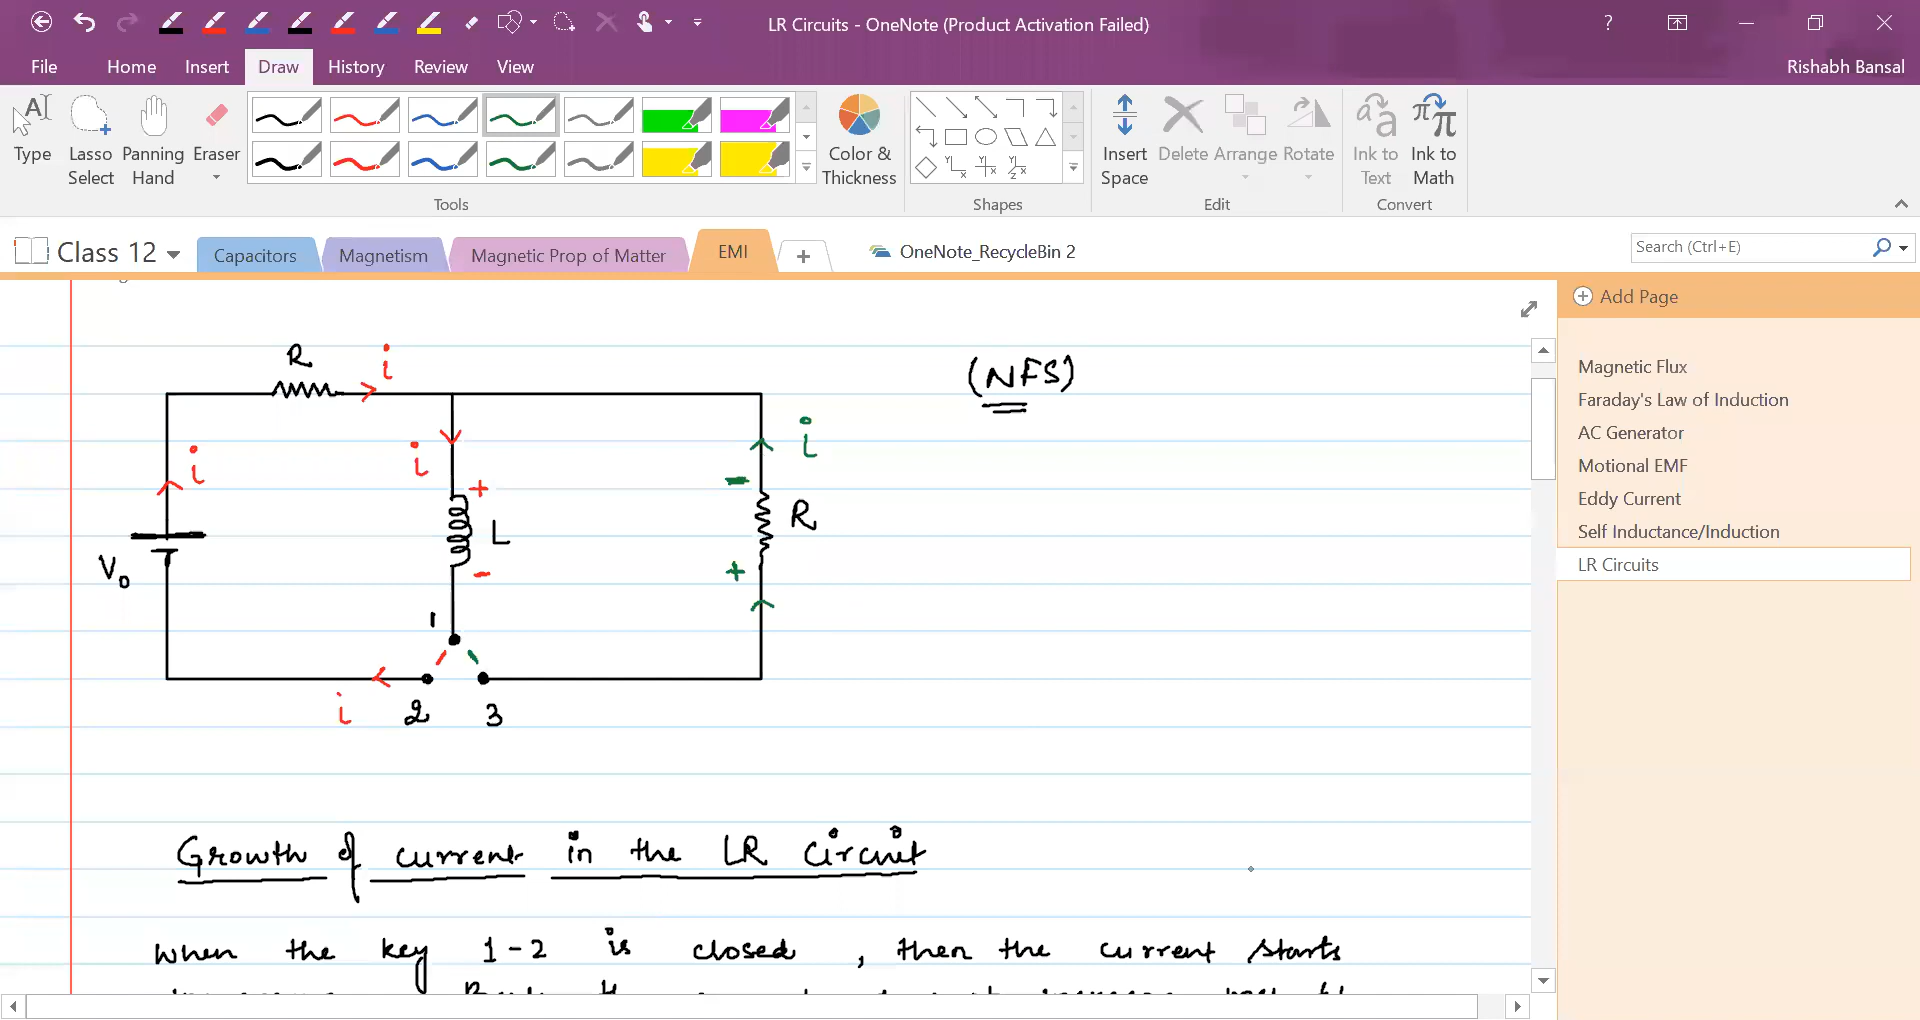 LR Circuits - OneNote (Product Activation Failed)
?
File Home Insert Draw History Review View
Rishabh Bansal
Type
Lasso Select
Panning Hand
Eraser
Color & Thickness
Insert Space
Delete
Arrange
Rotate
Ink to Text
Ink to Math
Tools
Shapes
Edit
Convert
Class 12
Capacitors
Magnetism
Magnetic Prop of Matter
EMI
+
OneNote_RecycleBin 2
Search (Ctrl+E)
Add Page
Magnetic Flux
Faraday's Law of Induction
AC Generator
Motional EMF
Eddy Current
Self Inductance/Induction
LR Circuits
R
i
(NFS)
i
i
i
+
-
R
L
V0
-
+
1
i
2
3
Growth of current in the LR Circuit
When the key 1-2 is closed, then the current starts